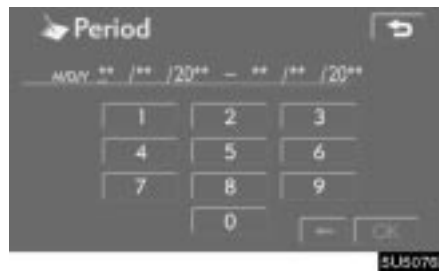 Period
M/D/Y ** /** /20** – ** /** /20**
1 2 3
4 5 6
7 8 9
0 OK
5U5076